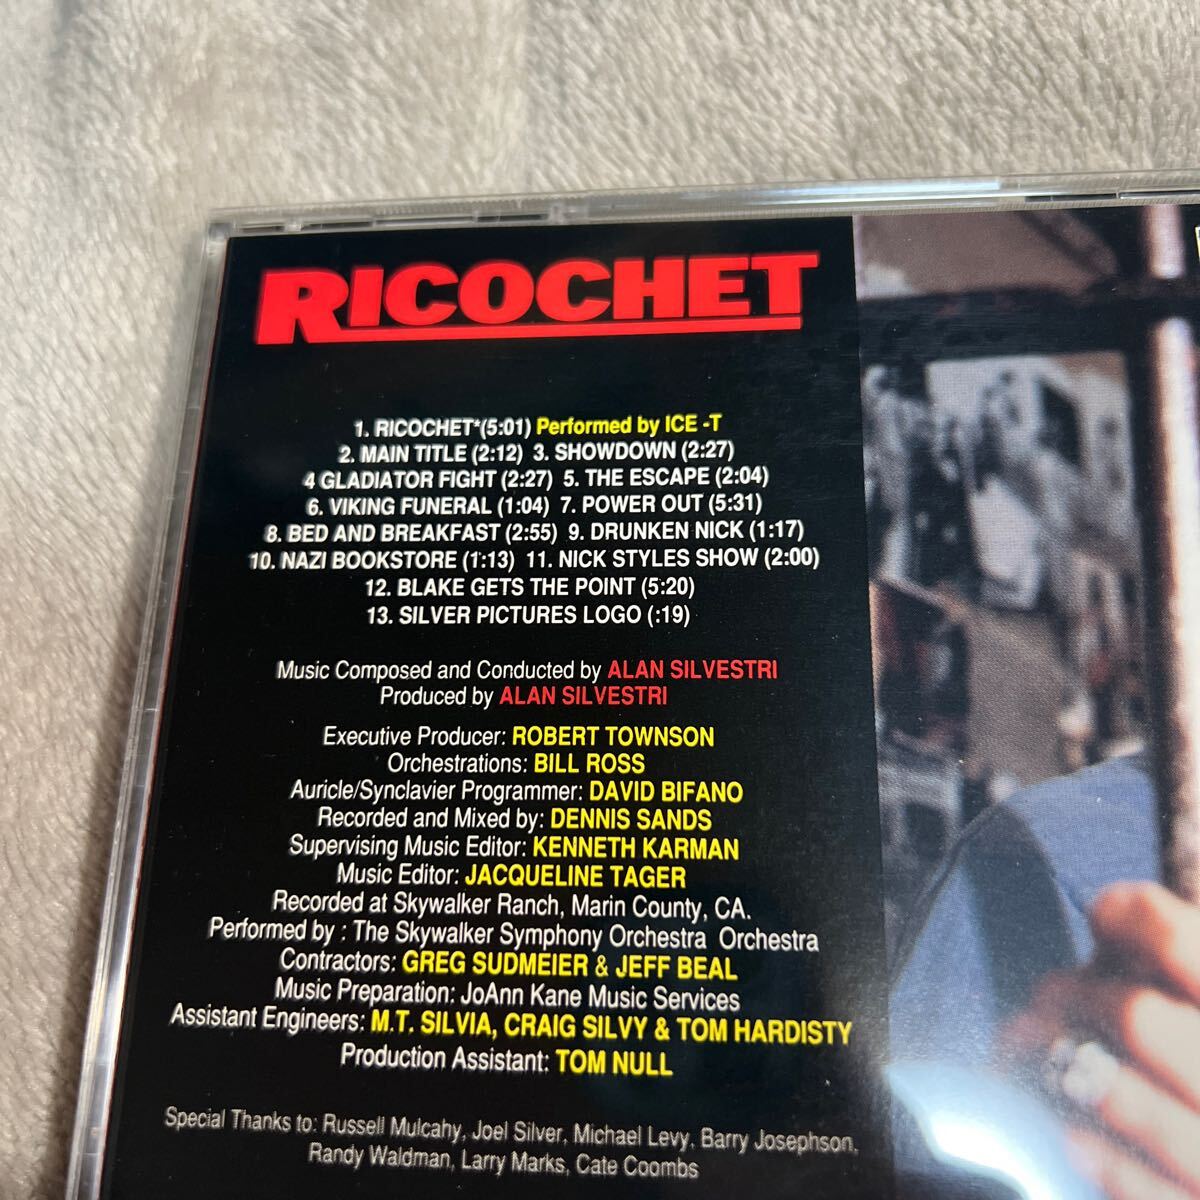 RICOCHET
1. RICOCHET*(5:01) Performed by ICE -T
2. MAIN TITLE (2:12) 3. SHOWDOWN (2:27)
4 GLADIATOR FIGHT (2:27) 5. THE ESCAPE (2:04)
6. VIKING FUNERAL (1:04) 7. POWER OUT (5:31)
8. BED AND BREAKFAST (2:55) 9. DRUNKEN NICK (1:17)
10. NAZI BOOKSTORE (1:13) 11. NICK STYLES SHOW (2:00)
12. BLAKE GETS THE POINT (5:20)
13. SILVER PICTURES LOGO (:19)
Music Composed and Conducted by ALAN SILVESTRI
Produced by ALAN SILVESTRI
Executive Producer: ROBERT TOWNSON
Orchestrations: BILL ROSS
Auricle/Synclavier Programmer: DAVID BIFANO
Recorded and Mixed by: DENNIS SANDS
Supervising Music Editor: KENNETH KARMAN
Music Editor: JACQUELINE TAGER
Recorded at Skywalker Ranch, Marin County, CA.
Performed by : The Skywalker Symphony Orchestra Orchestra
Contractors: GREG SUDMEIER & JEFF BEAL
Music Preparation: JoAnn Kane Music Services
Assistant Engineers: M.T. SILVIA, CRAIG SILVY & TOM HARDISTY
Production Assistant: TOM NULL
Special Thanks to: Russell Mulcahy, Joel Silver, Michael Levy, Barry Josephson,
Randy Waldman, Larry Marks, Cate Coombs